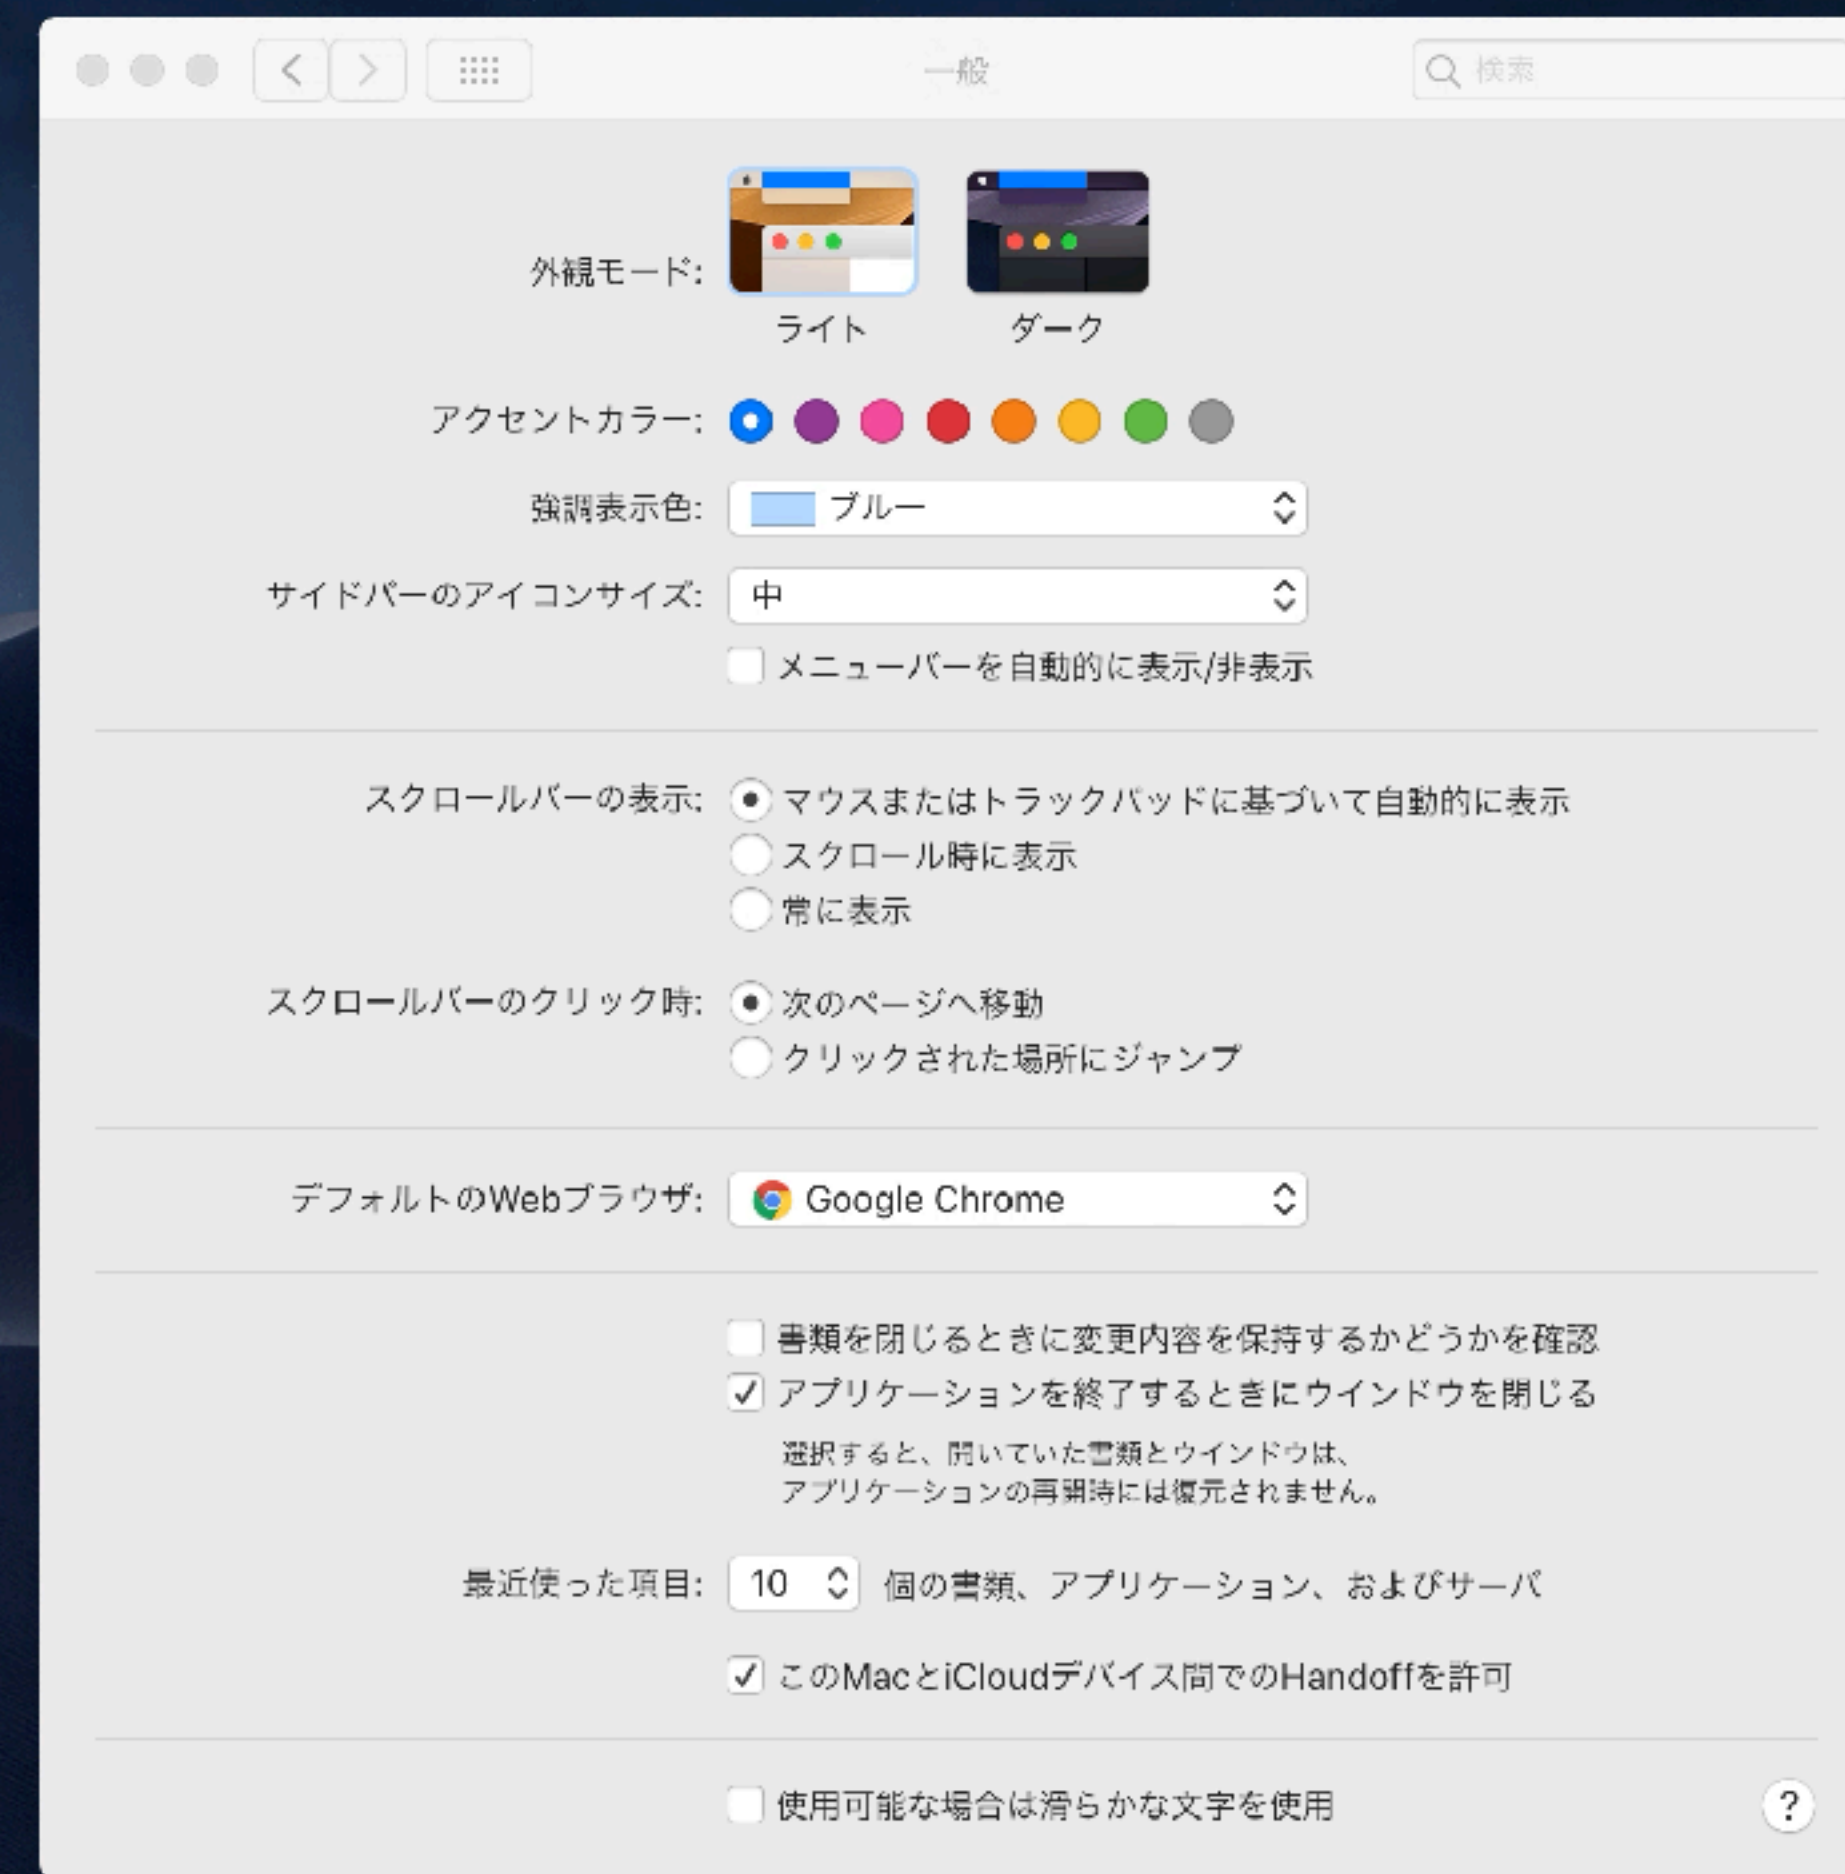 一般
検索
外観モード:
ライト
ダーク
アクセントカラー:
強調表示色:
ブルー
サイドバーのアイコンサイズ:
中
メニューバーを自動的に表示/非表示
スクロールバーの表示:
マウスまたはトラックパッドに基づいて自動的に表示
スクロール時に表示
常に表示
スクロールバーのクリック時:
次のページへ移動
クリックされた場所にジャンプ
デフォルトのWebブラウザ:
Google Chrome
書類を閉じるときに変更内容を保持するかどうかを確認
アプリケーションを終了するときにウインドウを閉じる
選択すると、開いていた書類とウインドウは、
アプリケーションの再開時には復元されません。
最近使った項目:
10
個の書類、アプリケーション、およびサーバ
このMacとiCloudデバイス間でのHandoffを許可
使用可能な場合は滑らかな文字を使用
?